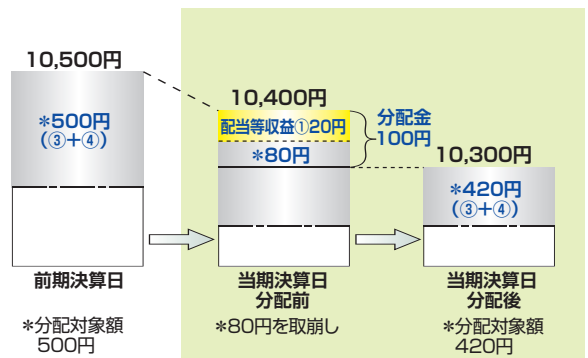 10,500円
*500円
(③+④)
前期決算日
*分配対象額
500円
10,400円
配当等収益①20円
*80円
分配金
100円
当期決算日
分配前
*80円を取崩し
10,300円
*420円
(③+④)
当期決算日
分配後
*分配対象額
420円